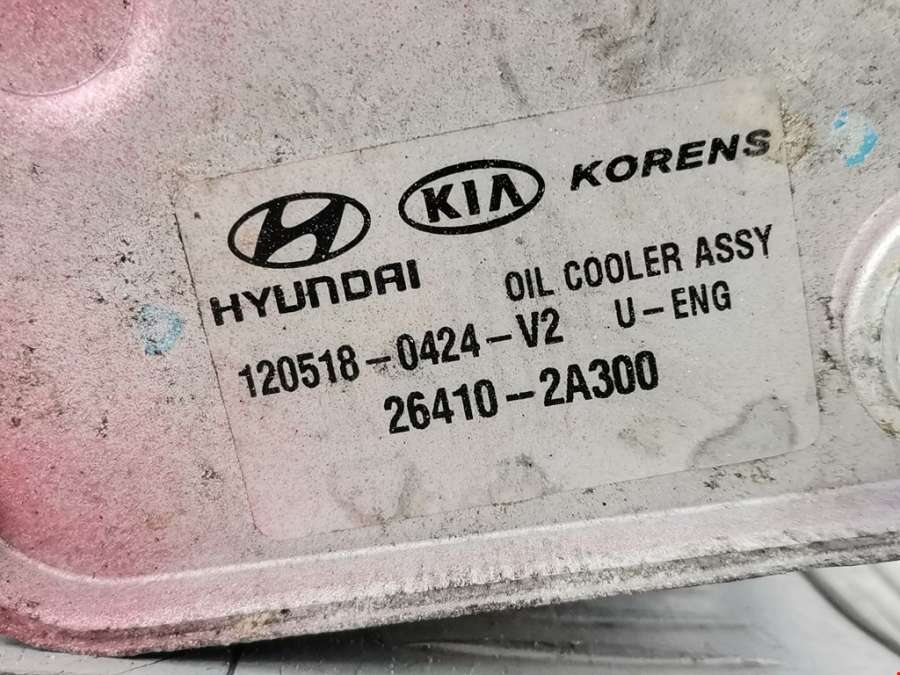 KIA KORENS
HYUNDAI OIL COOLER ASSY
120518-0424-V2 U-ENG
26410-2A300